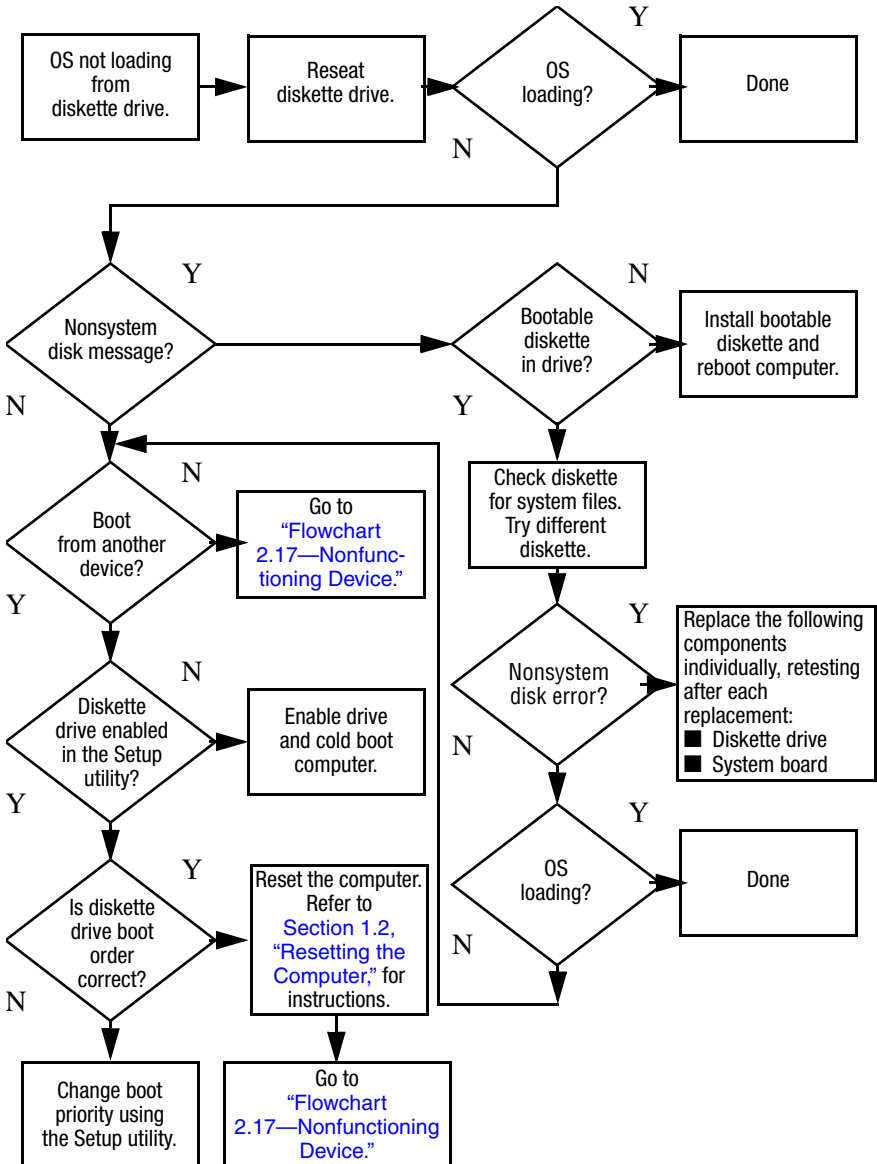 OS not loading
from
diskette drive.
Reseat
diskette drive.
OS
loading?
Y
Done
N
Nonsystem
disk message?
Y
Bootable
diskette
in drive?
N
Install bootable
diskette and
reboot computer.
N
Y
Boot
from another
device?
N
Go to
“Flowchart
2.17—Nonfunc-
tioning Device.”
Check diskette
for system files.
Try different
diskette.
Y
Nonsystem
disk error?
Y
Replace the following
components
individually, retesting
after each
replacement:
■ Diskette drive
■ System board
Diskette
drive enabled
in the Setup
utility?
N
Enable drive
and cold boot
computer.
N
Y
OS
loading?
Y
Done
Is diskette
drive boot
order
correct?
Y
Reset the computer.
Refer to
Section 1.2,
“Resetting the
Computer,” for
instructions.
N
N
Change boot
priority using
the Setup utility.
Go to
“Flowchart
2.17—Nonfunctioning
Device.”